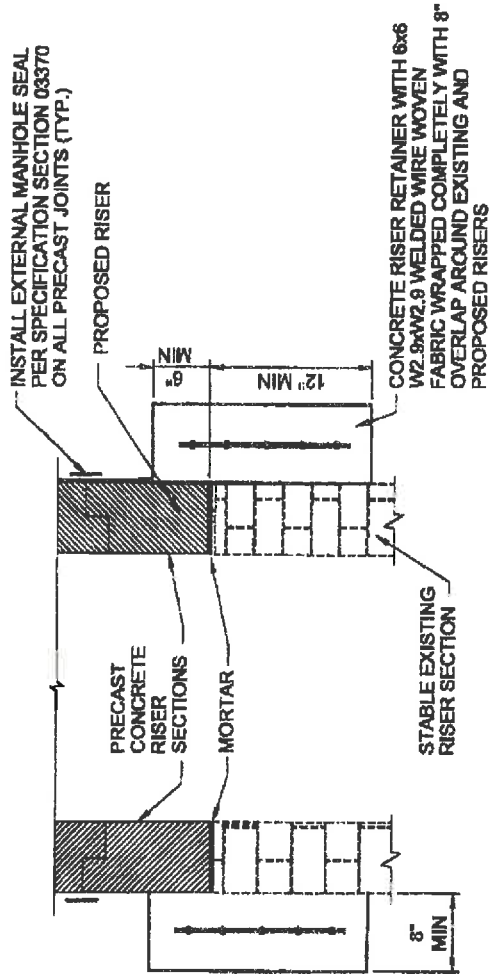 INSTALL EXTERNAL MANHOLE SEAL
PER SPECIFICATION SECTION 03370
ON ALL PRECAST JOINTS (TYP.)
PROPOSED RISER
PRECAST
CONCRETE
RISER
SECTIONS
6"
MIN
12" MIN
MORTAR
CONCRETE RISER RETAINER WITH 6x6
W2.9xW2.9 WELDED WIRE WOVEN
FABRIC WRAPPED COMPLETELY WITH 8"
OVERLAP AROUND EXISTING AND
PROPOSED RISERS
STABLE EXISTING
RISER SECTION
8"
MIN